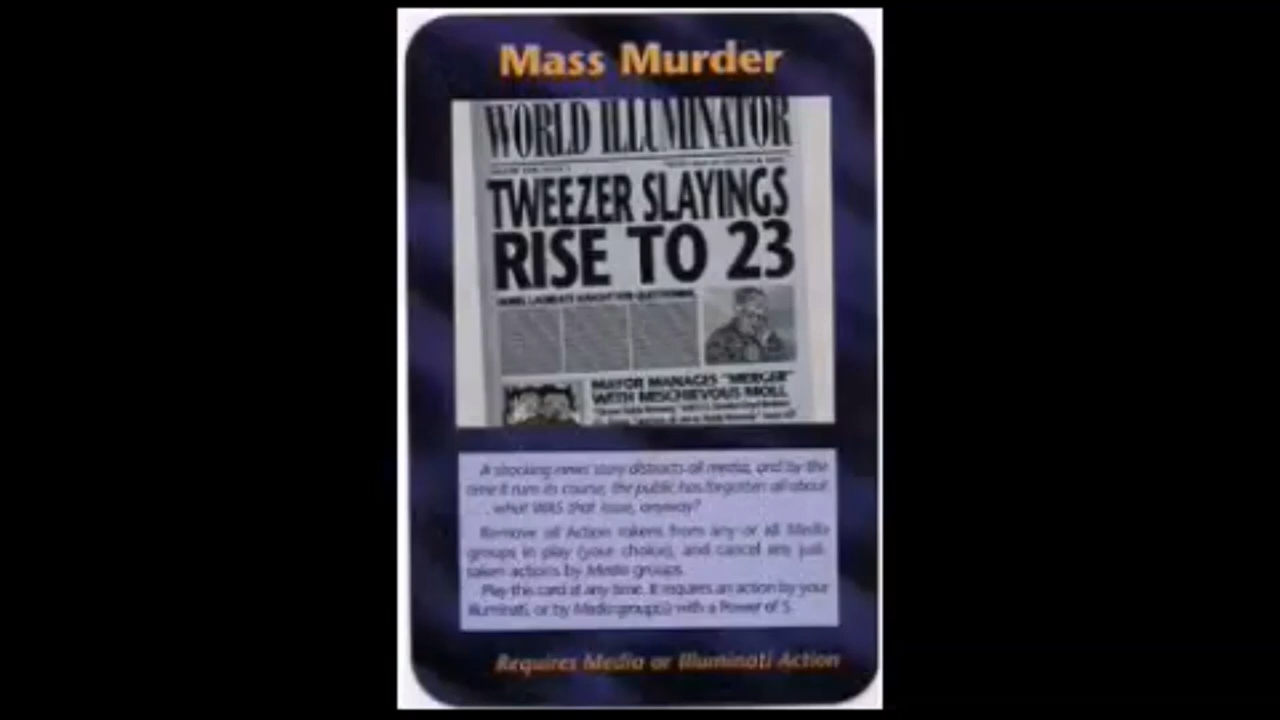 Mass Murder
WORLD ILLUMINATOR
TWEEZER SLAYINGS
RISE TO 23
MAYOR MANAGES "MERGER"
WITH MISCHIEVOUS MOLL
A shocking news story distracts all media, and by the
time it runs its course, the public has forgotten all about
. . . what WAS that issue, anyway?
Remove all Action tokens from any or all Media
groups in play (your choice), and cancel any just-
taken actions by Media groups.
Play this card at any time. It requires an action by your
Illuminati, or by Media group(s) with a Power of 5.
Requires Media or Illuminati Action